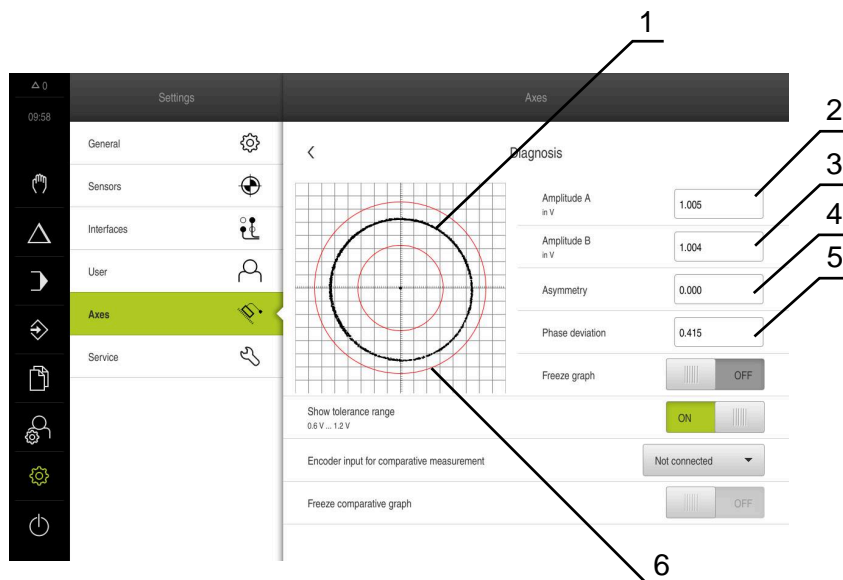 1
△ 0
Settings
Axes
09:58
2
General
Diagnosis
3
Amplitude A
in V
1.005
Sensors
4
Amplitude B
in V
1.004
Interfaces
5
User
Asymmetry
0.000
Axes
Phase deviation
0.415
Service
Freeze graph
OFF
Show tolerance range
0.6 V ... 1.2 V
ON
Encoder input for comparative measurement
Not connected
Freeze comparative graph
OFF
6